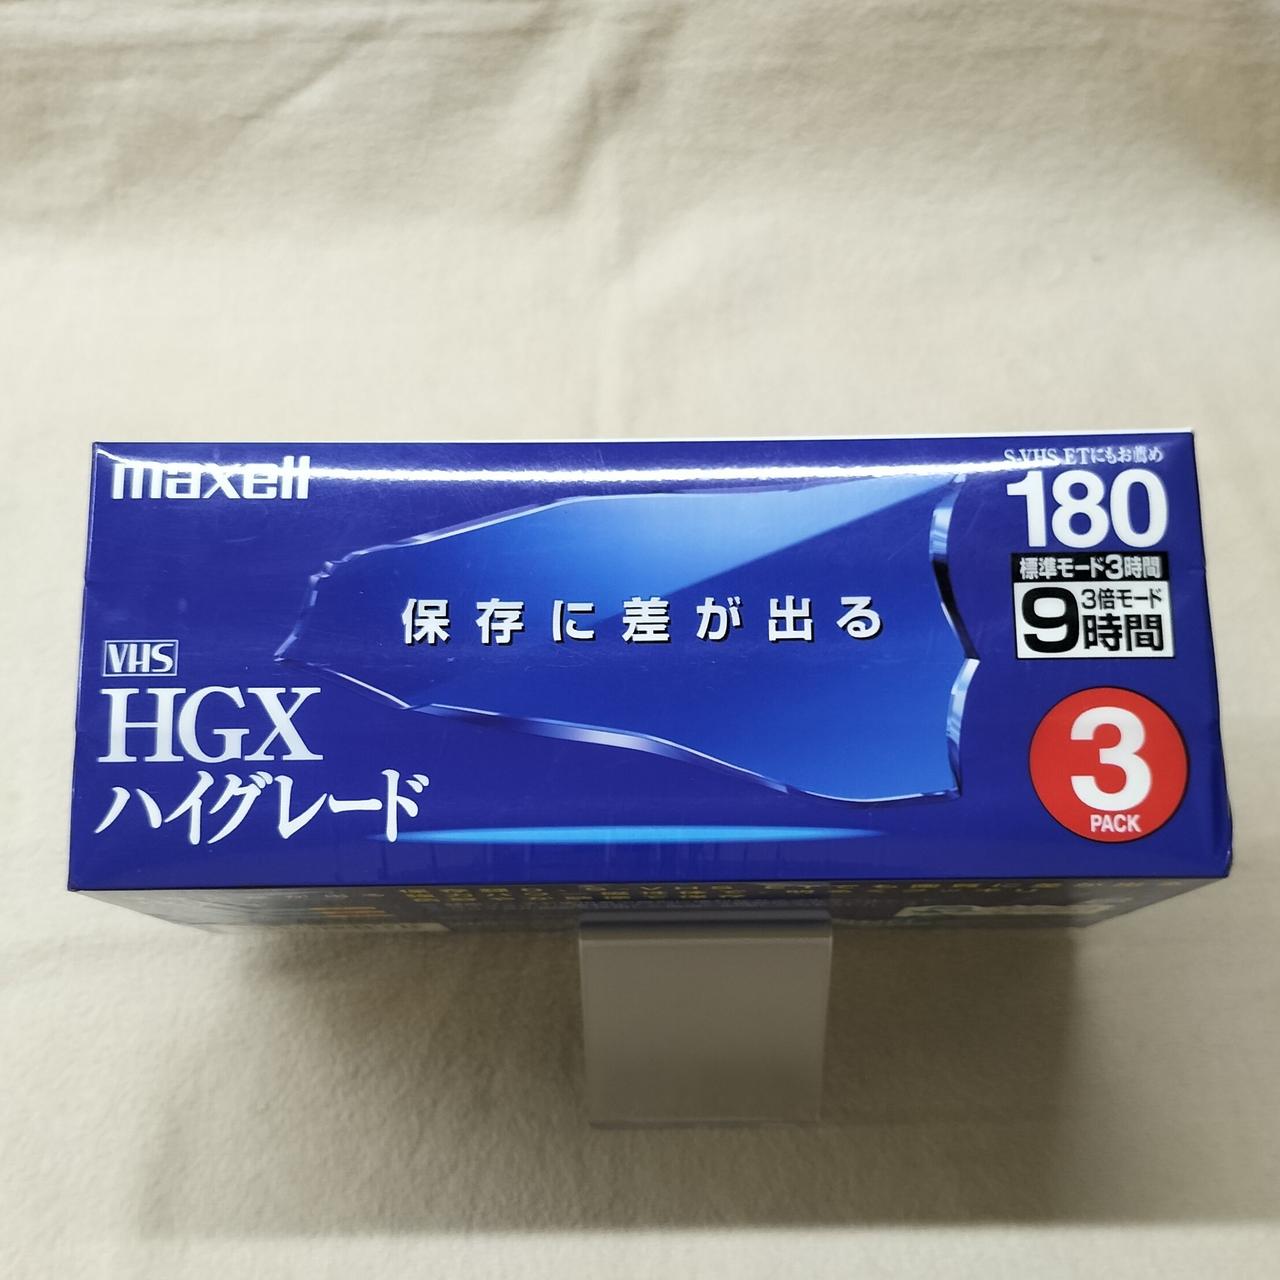 maxell
S-VHS ETにもお薦め
180
標準モード3時間
3倍モード
9時間
保存に差が出る
VHS
HGX
ハイグレード
3
PACK